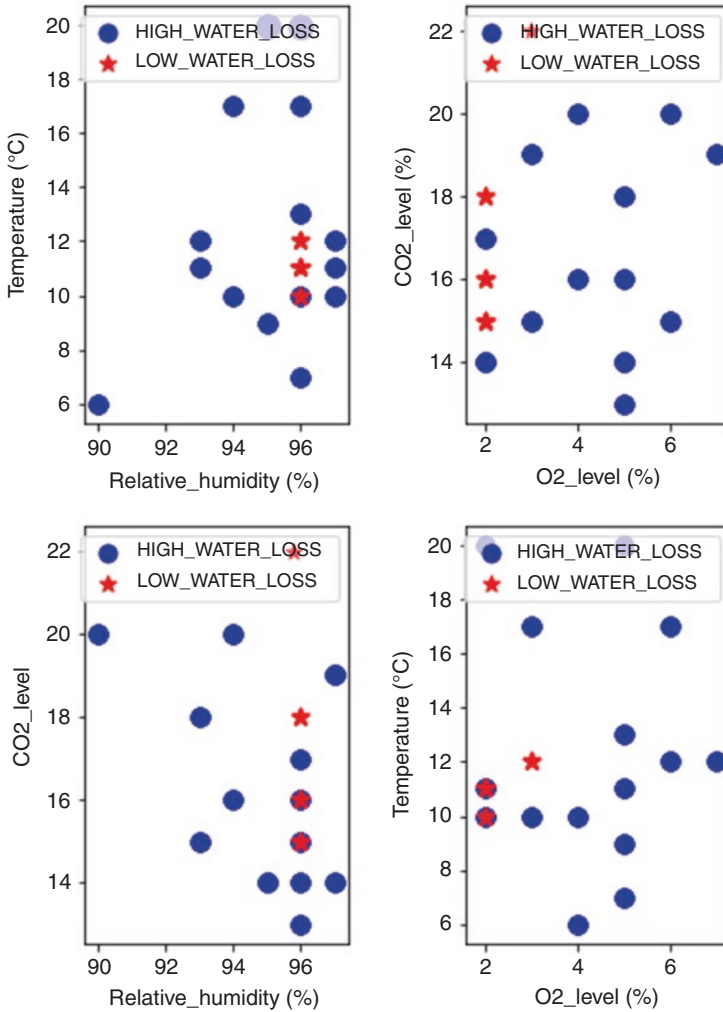 20
18
16
14
12
10
8
6
Temperature (°C)
HIGH_WATER_LOSS
LOW_WATER_LOSS
90
92
94
96
Relative_humidity (%)
22
20
18
16
14
CO2_level (%)
HIGH_WATER_LOSS
LOW_WATER_LOSS
2
4
6
O2_level (%)
22
20
18
16
14
CO2_level
HIGH_WATER_LOSS
LOW_WATER_LOSS
90
92
94
96
Relative_humidity (%)
20
18
16
14
12
10
8
6
Temperature (°C)
HIGH_WATER_LOSS
LOW_WATER_LOSS
2
4
6
O2_level (%)